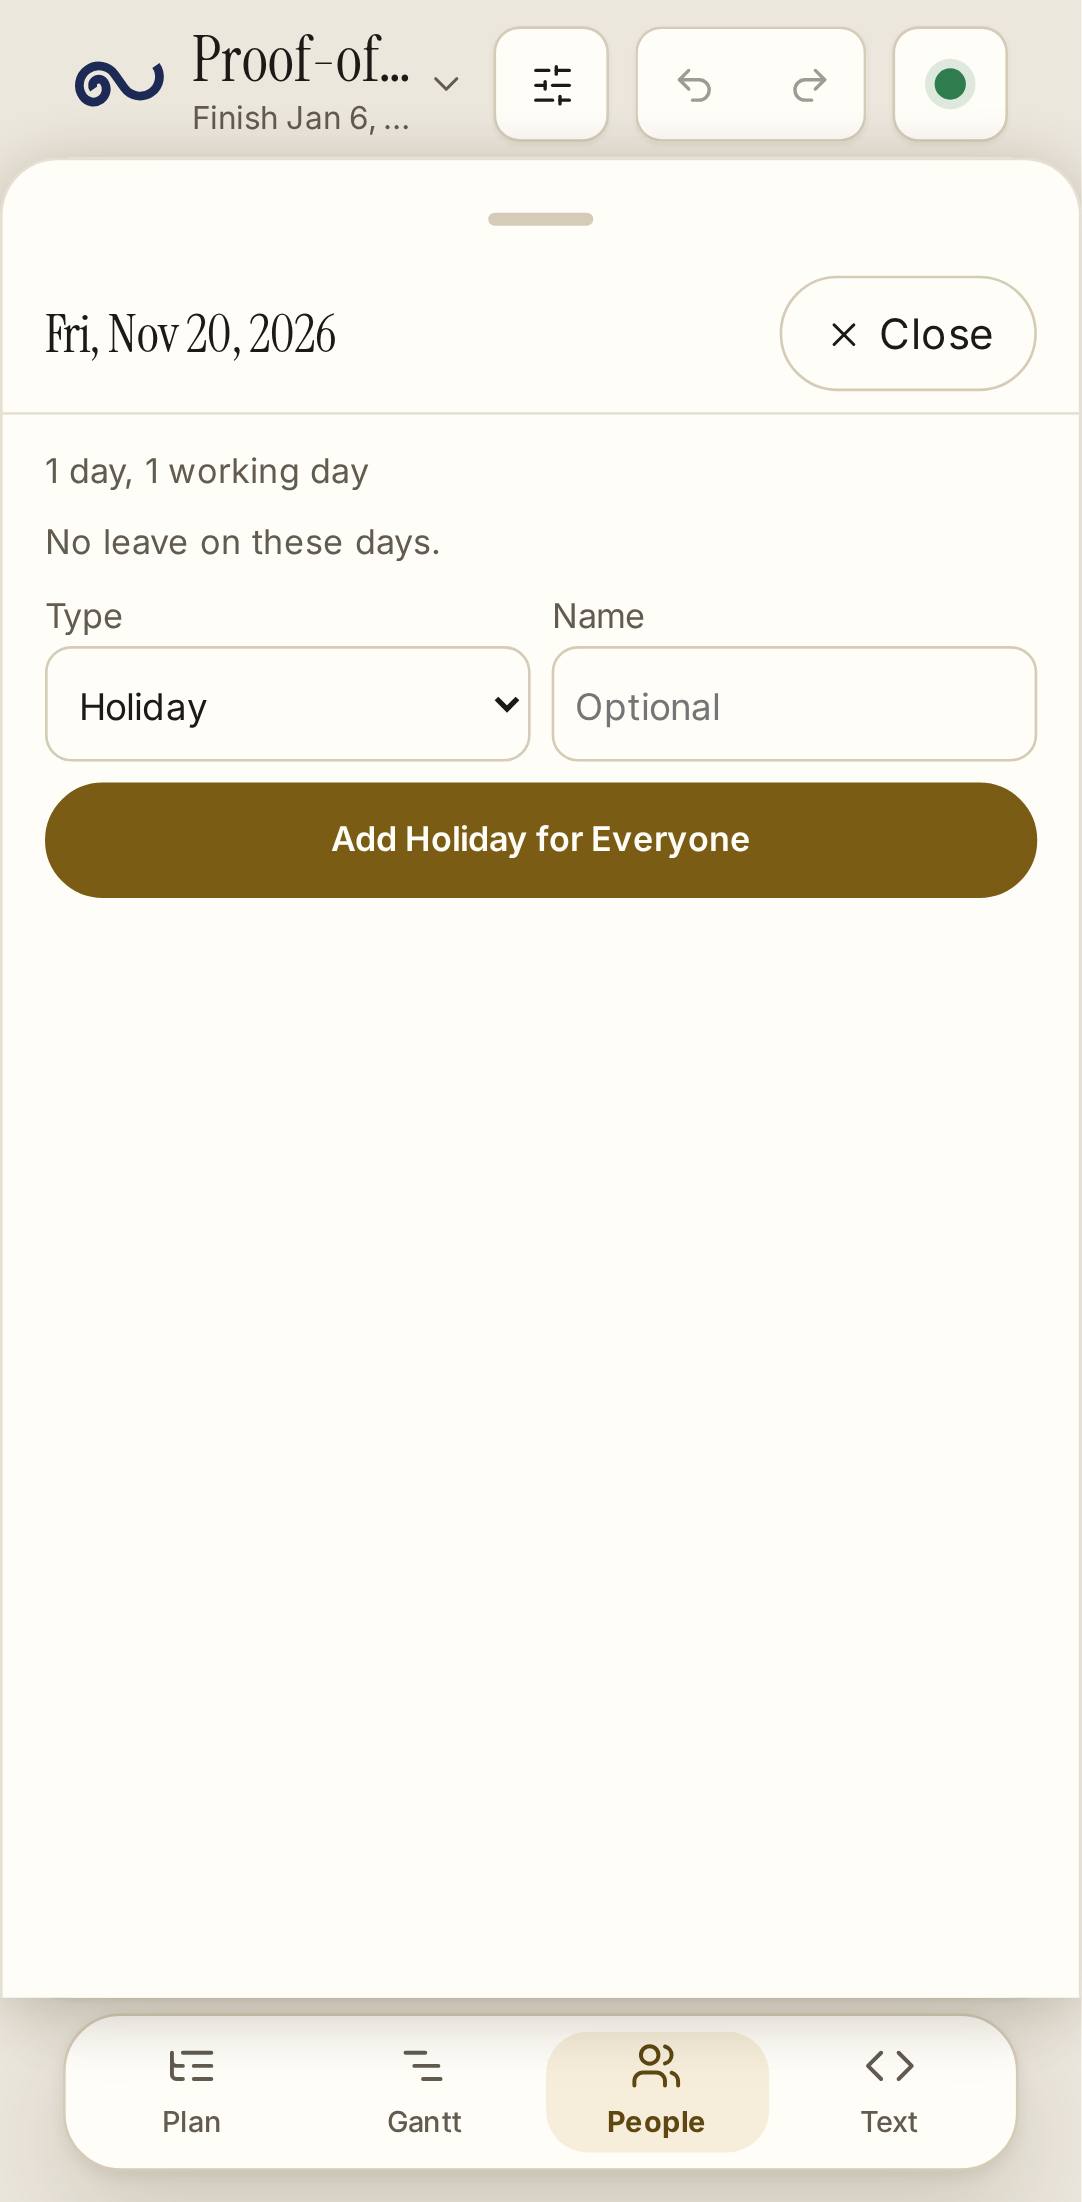 Proof-of...
Finish Jan 6, ...
Fri, Nov 20, 2026
Close
1 day, 1 working day
No leave on these days.
Type
Name
Holiday
Optional
Add Holiday for Everyone
Plan
Gantt
People
Text